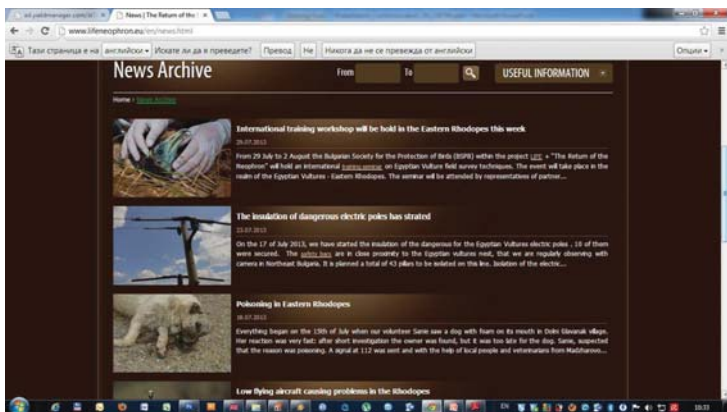 ad.yieldmanager.com/
News | The Return of the
www.lifeneophron.eu/en/news.html
Тази страница е на английски Искате ли да я преведете? Превод Не Никога да не се превежда от английски Опции
News Archive From To USEFUL INFORMATION
Home › News Archive
International training workshop will be hold in the Eastern Rhodopes this week
29.07.2013
From 29 July to 2 August the Bulgarian Society for the Protection of Birds (BSPB) within the project LIFE + "The Return of the
Neophron" will hold an international training seminar on Egyptian Vulture field survey techniques. The event will take place in the
realm of the Egyptian Vultures - Eastern Rhodopes. The seminar will be attended by representatives of partner...
The insulation of dangerous electric poles has strated
23.07.2013
On the 17 of July 2013, we have started the insulation of the dangerous for the Egyptian Vultures electric poles , 10 of them
were secured. The safety bars are in close proximity to the Egyptian vultures nest, that we are regularly observing with
camera in Northeast Bulgaria. It is planned a total of 43 pillars to be isolated on this line. Isolation of the electric...
Poisoning in Eastern Rhodopes
16.07.2013
Everything began on the 15th of July when our volunteer Sanie saw a dog with foam on its mouth in Dolni Glavanak village.
Her reaction was very fast: after short investigation the owner was found, but it was too late for the dog. Sanie, suspected
that the reason was poisoning. A signal at 112 was sent and with the help of local people and veterinarians from Madzharovo...
Low flying aircraft causing problems in the Rhodopes
EN 10:33